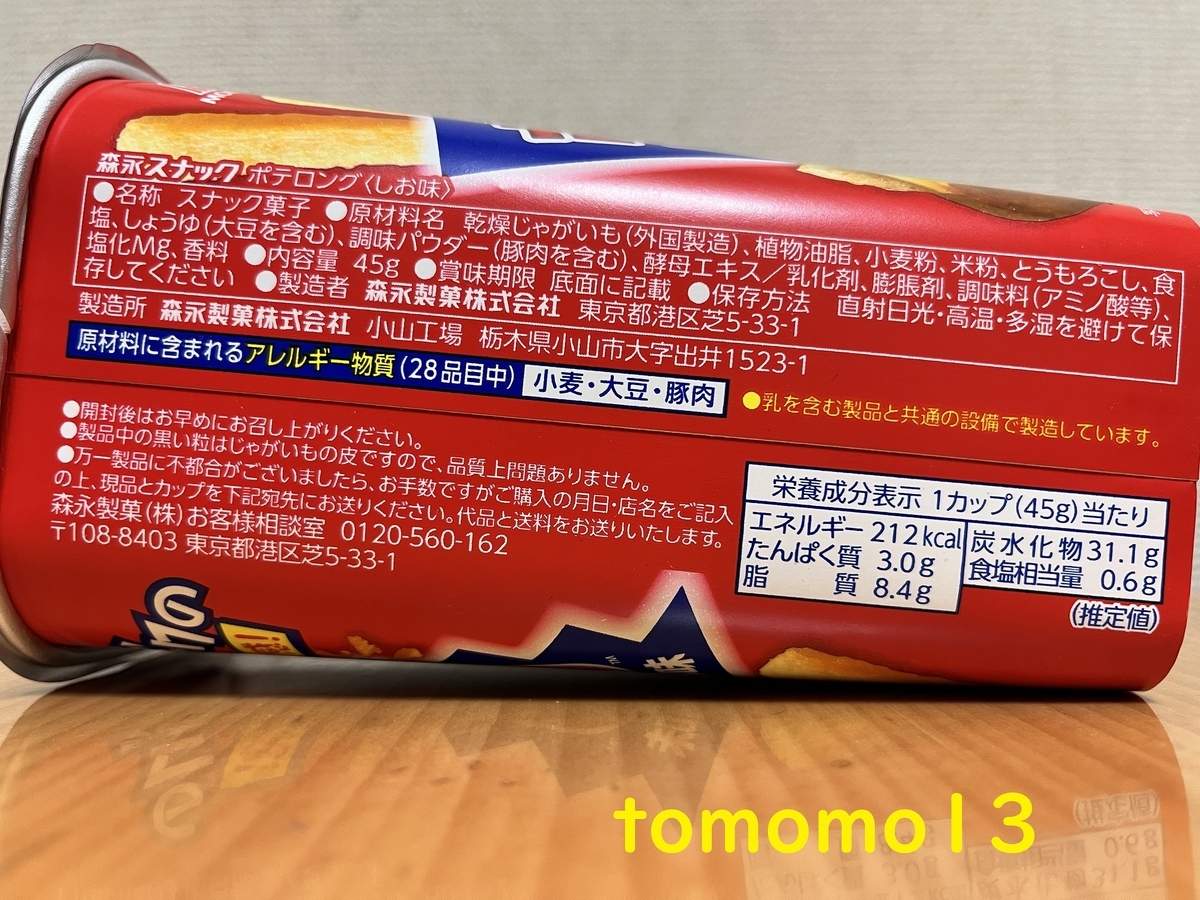 森永スナック ポテロング〈しお味〉
●名称 スナック菓子 ●原材料名 乾燥じゃがいも(外国製造)、植物油脂、小麦粉、米粉、とうもろこし、食
塩、しょうゆ(大豆を含む)、調味パウダー(豚肉を含む)、酵母エキス/乳化剤、膨脹剤、調味料(アミノ酸等)、
塩化Mg、香料 ●内容量 45g ●賞味期限 底面に記載 ●保存方法 直射日光・高温・多湿を避けて保
存してください ●製造者 森永製菓株式会社 東京都港区芝5-33-1
製造所 森永製菓株式会社 小山工場 栃木県小山市大字出井1523-1
原材料に含まれるアレルギー物質(28品目中) 小麦・大豆・豚肉
●乳を含む製品と共通の設備で製造しています。
●開封後はお早めにお召し上がりください。
●製品中の黒い粒はじゃがいもの皮ですので、品質上問題ありません。
●万一製品に不都合がございましたら、お手数ですがご購入の月日・店名をご記入
の上、現品とカップを下記宛先にお送りください。代品と送料をお送りいたします。
森永製菓(株)お客様相談室 0120-560-162
〒108-8403 東京都港区芝5-33-1
栄養成分表示 1カップ(45g)当たり
エネルギー 212kcal 炭水化物 31.1g
たんぱく質 3.0g 食塩相当量 0.6g
脂質 8.4g
(推定値)
味
tomomo13